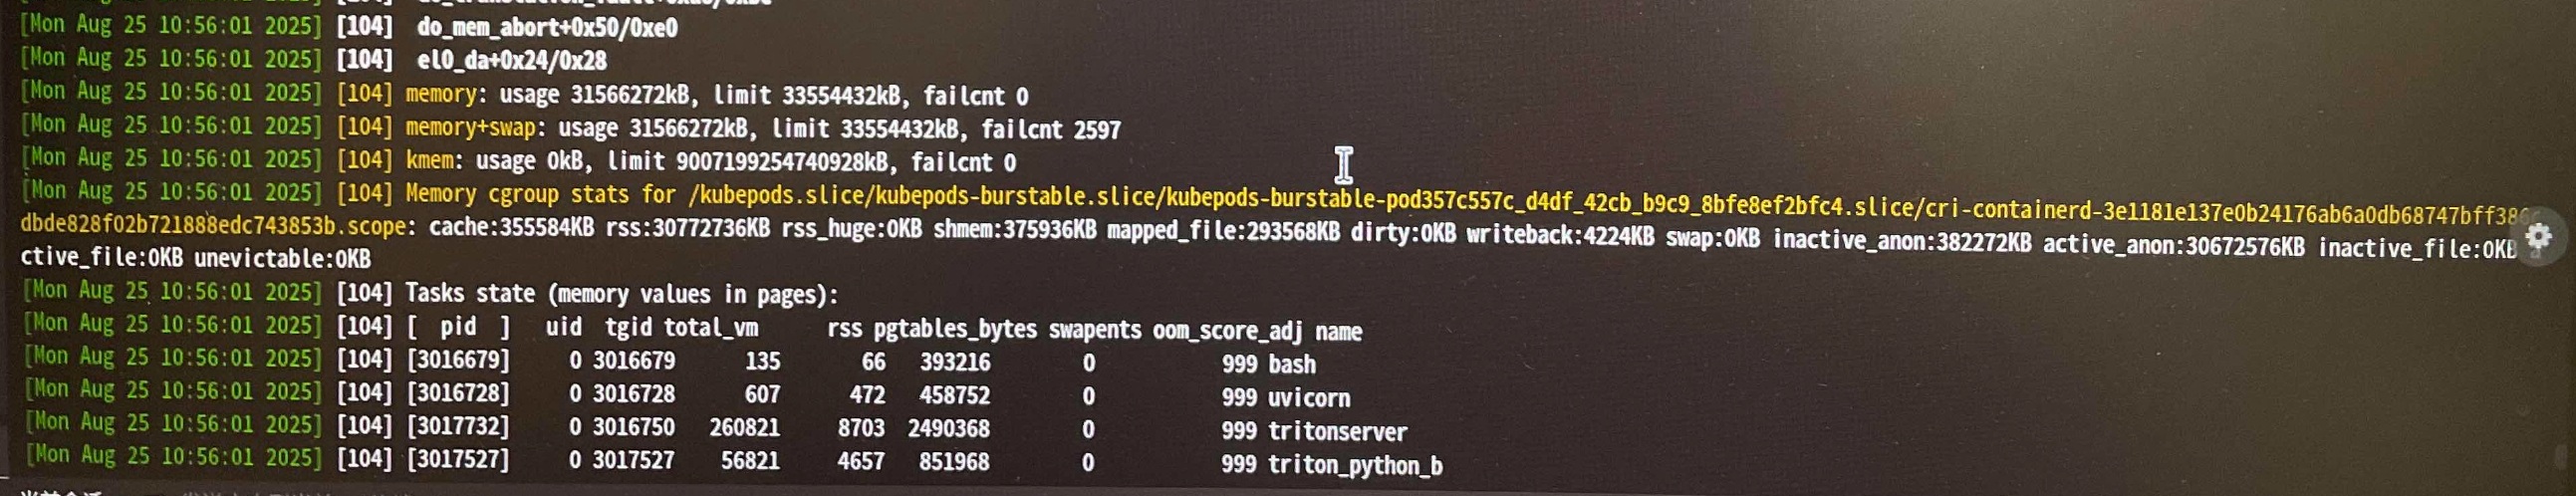 [Mon Aug 25 10:56:01 2025] [104]  do_mem_abort+0x50/0xe0
[Mon Aug 25 10:56:01 2025] [104]  el0_da+0x24/0x28
[Mon Aug 25 10:56:01 2025] [104] memory: usage 31566272kB, limit 33554432kB, failcnt 0
[Mon Aug 25 10:56:01 2025] [104] memory+swap: usage 31566272kB, limit 33554432kB, failcnt 2597
[Mon Aug 25 10:56:01 2025] [104] kmem: usage 0kB, limit 9007199254740928kB, failcnt 0
[Mon Aug 25 10:56:01 2025] [104] Memory cgroup stats for /kubepods.slice/kubepods-burstable.slice/kubepods-burstable-pod357c557c_d4df_42cb_b9c9_8bfe8ef2bfc4.slice/cri-containerd-3e1181e137e0b24176ab6a0db68747bff386
dbde828f02b721888edc743853b.scope: cache:355584KB rss:30772736KB rss_huge:0KB shmem:375936KB mapped_file:293568KB dirty:0KB writeback:4224KB swap:0KB inactive_anon:382272KB active_anon:30672576KB inactive_file:0KB
ctive_file:0KB unevictable:0KB
[Mon Aug 25 10:56:01 2025] [104] Tasks state (memory values in pages):
[Mon Aug 25 10:56:01 2025] [104] [  pid  ]   uid  tgid total_vm      rss pgtables_bytes swapents oom_score_adj name
[Mon Aug 25 10:56:01 2025] [104] [3016679]     0 3016679      135       66   393216        0           999 bash
[Mon Aug 25 10:56:01 2025] [104] [3016728]     0 3016728      607      472   458752        0           999 uvicorn
[Mon Aug 25 10:56:01 2025] [104] [3017732]     0 3016750   260821     8703  2490368        0           999 tritonserver
[Mon Aug 25 10:56:01 2025] [104] [3017527]     0 3017527    56821     4657   851968        0           999 triton_python_b